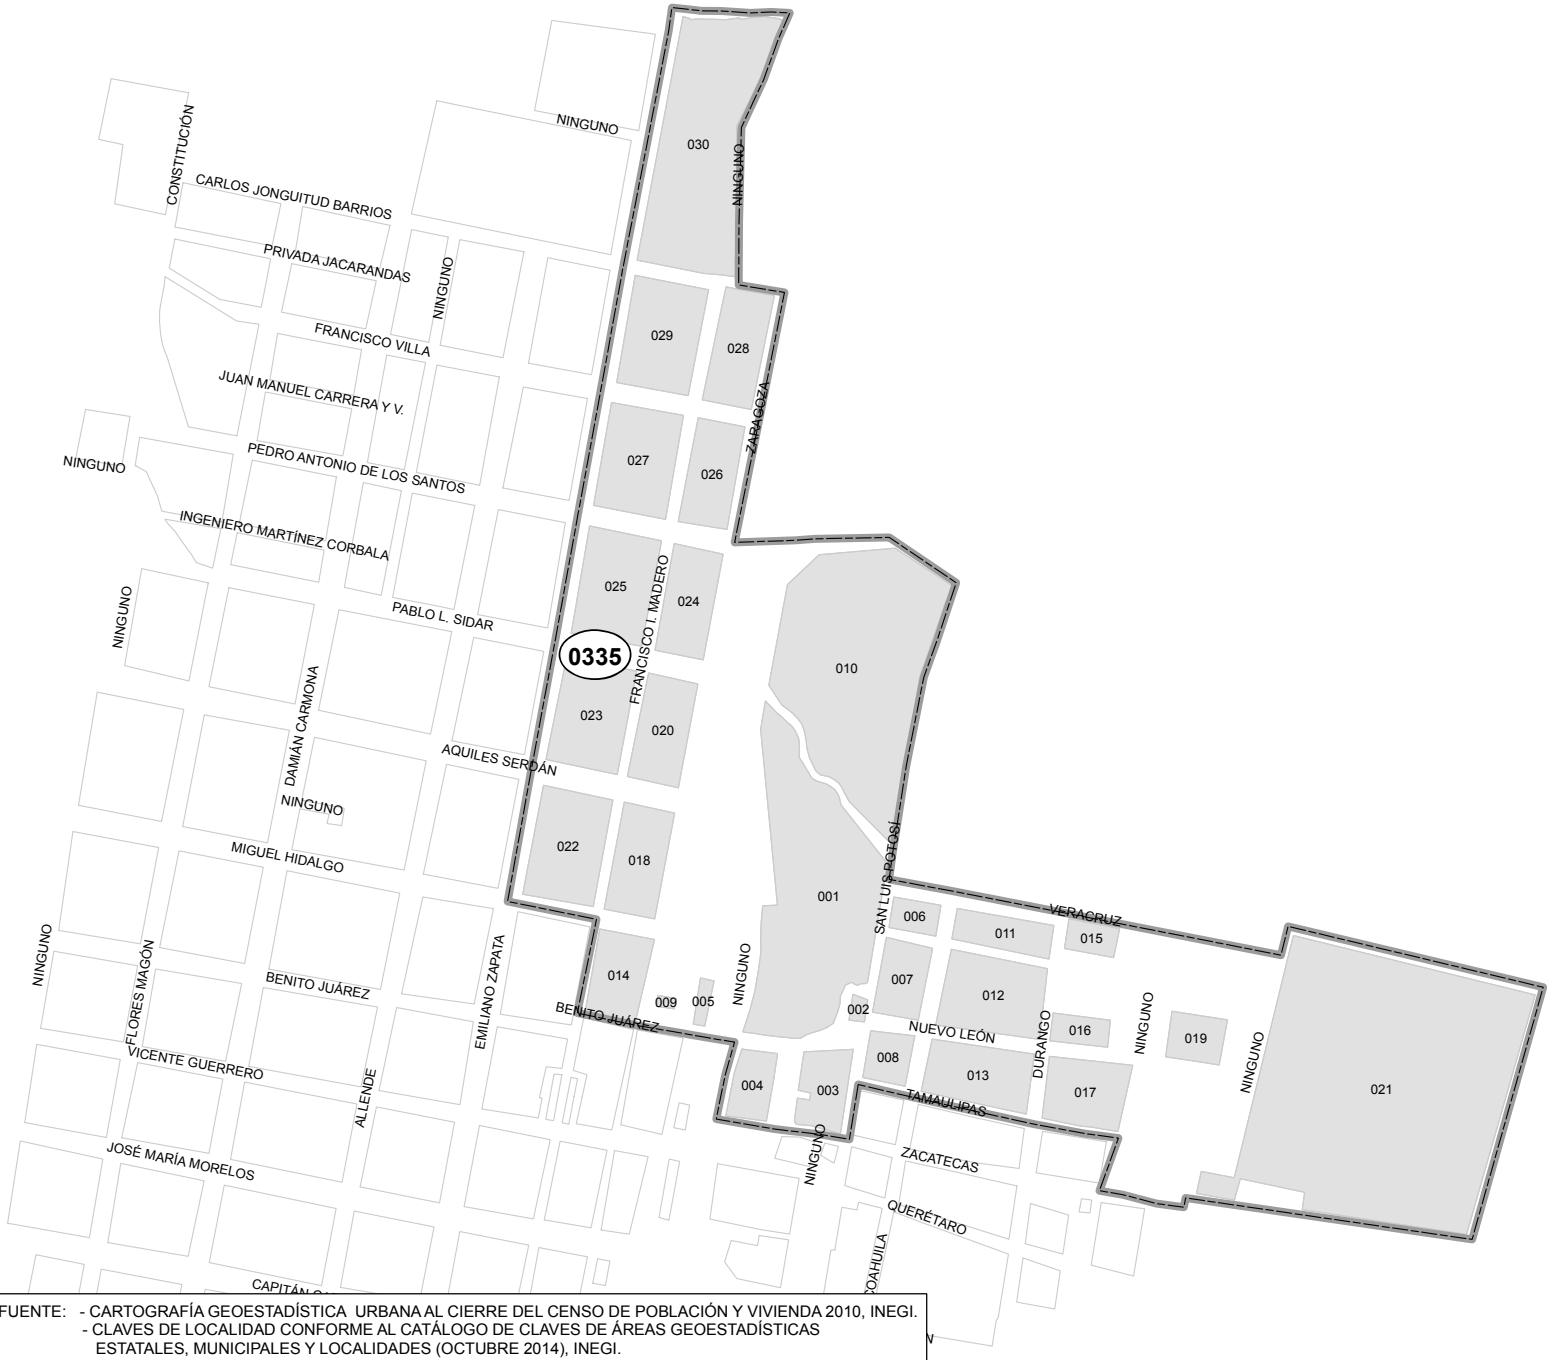 NINGUNO
030
CONSTITUCIÓN
NINGUNO
CARLOS JONGUITUD BARRIOS
PRIVADA JACARANDAS
NINGUNO
FRANCISCO VILLA
029
028
JUAN MANUEL CARRERA Y V.
ZARAGOZA
NINGUNO
PEDRO ANTONIO DE LOS SANTOS
027
026
INGENIERO MARTÍNEZ CORBALA
025
024
FRANCISCO I. MADERO
NINGUNO
PABLO L. SIDAR
0335
010
DAMIÁN CARMONA
023
020
AQUILES SERDÁN
NINGUNO
MIGUEL HIDALGO
022
018
SAN LUIS POTOSÍ
001
006
VERACRUZ
011
015
NINGUNO
FLORES MAGÓN
BENITO JUÁREZ
EMILIANO ZAPATA
014
009
005
NINGUNO
BENITO JUÁREZ
007
002
012
NUEVO LEÓN
DURANGO
016
NINGUNO
019
NINGUNO
VICENTE GUERRERO
ALLENDE
008
013
004
003
017
021
TAMAULIPAS
NINGUNO
JOSÉ MARÍA MORELOS
ZACATECAS
QUERÉTARO
COAHUILA
CAPITÁN
FUENTE: - CARTOGRAFÍA GEOESTADÍSTICA URBANA AL CIERRE DEL CENSO DE POBLACIÓN Y VIVIENDA 2010, INEGI.
- CLAVES DE LOCALIDAD CONFORME AL CATÁLOGO DE CLAVES DE ÁREAS GEOESTADÍSTICAS
ESTATALES, MUNICIPALES Y LOCALIDADES (OCTUBRE 2014), INEGI.